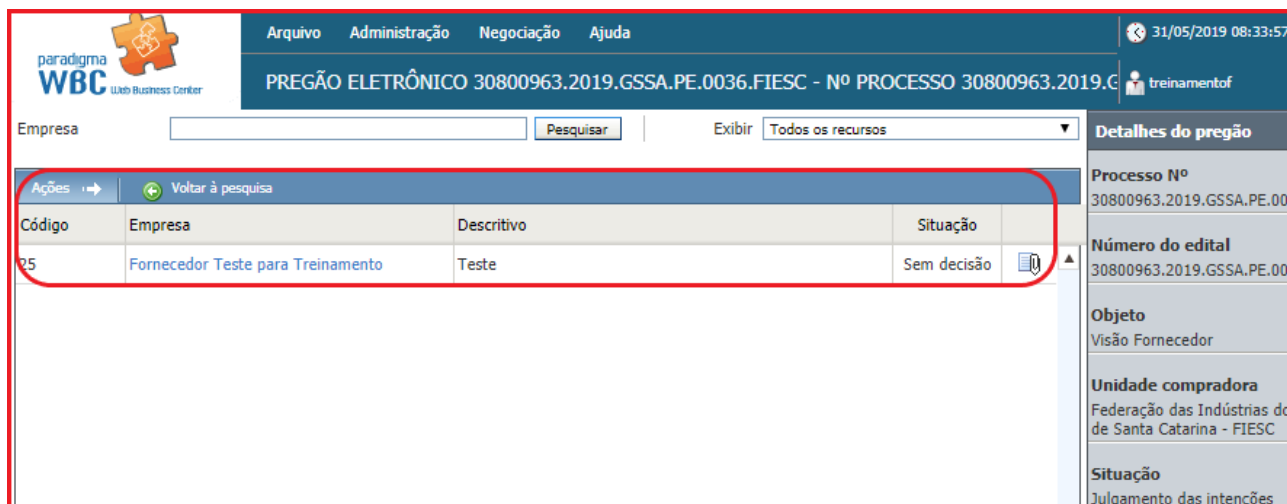 paradigma
WBC Web Business Center
Arquivo Administração Negociação Ajuda
31/05/2019 08:33:57
PREGÃO ELETRÔNICO 30800963.2019.GSSA.PE.0036.FIESC - Nº PROCESSO 30800963.2019.G
treinamentof
Empresa Pesquisar Exibir Todos os recursos
Ações Voltar à pesquisa
Código Empresa Descritivo Situação
25 Fornecedor Teste para Treinamento Teste Sem decisão
Detalhes do pregão
Processo Nº
30800963.2019.GSSA.PE.00
Número do edital
30800963.2019.GSSA.PE.00
Objeto
Visão Fornecedor
Unidade compradora
Federação das Indústrias do
de Santa Catarina - FIESC
Situação
Julgamento das intenções